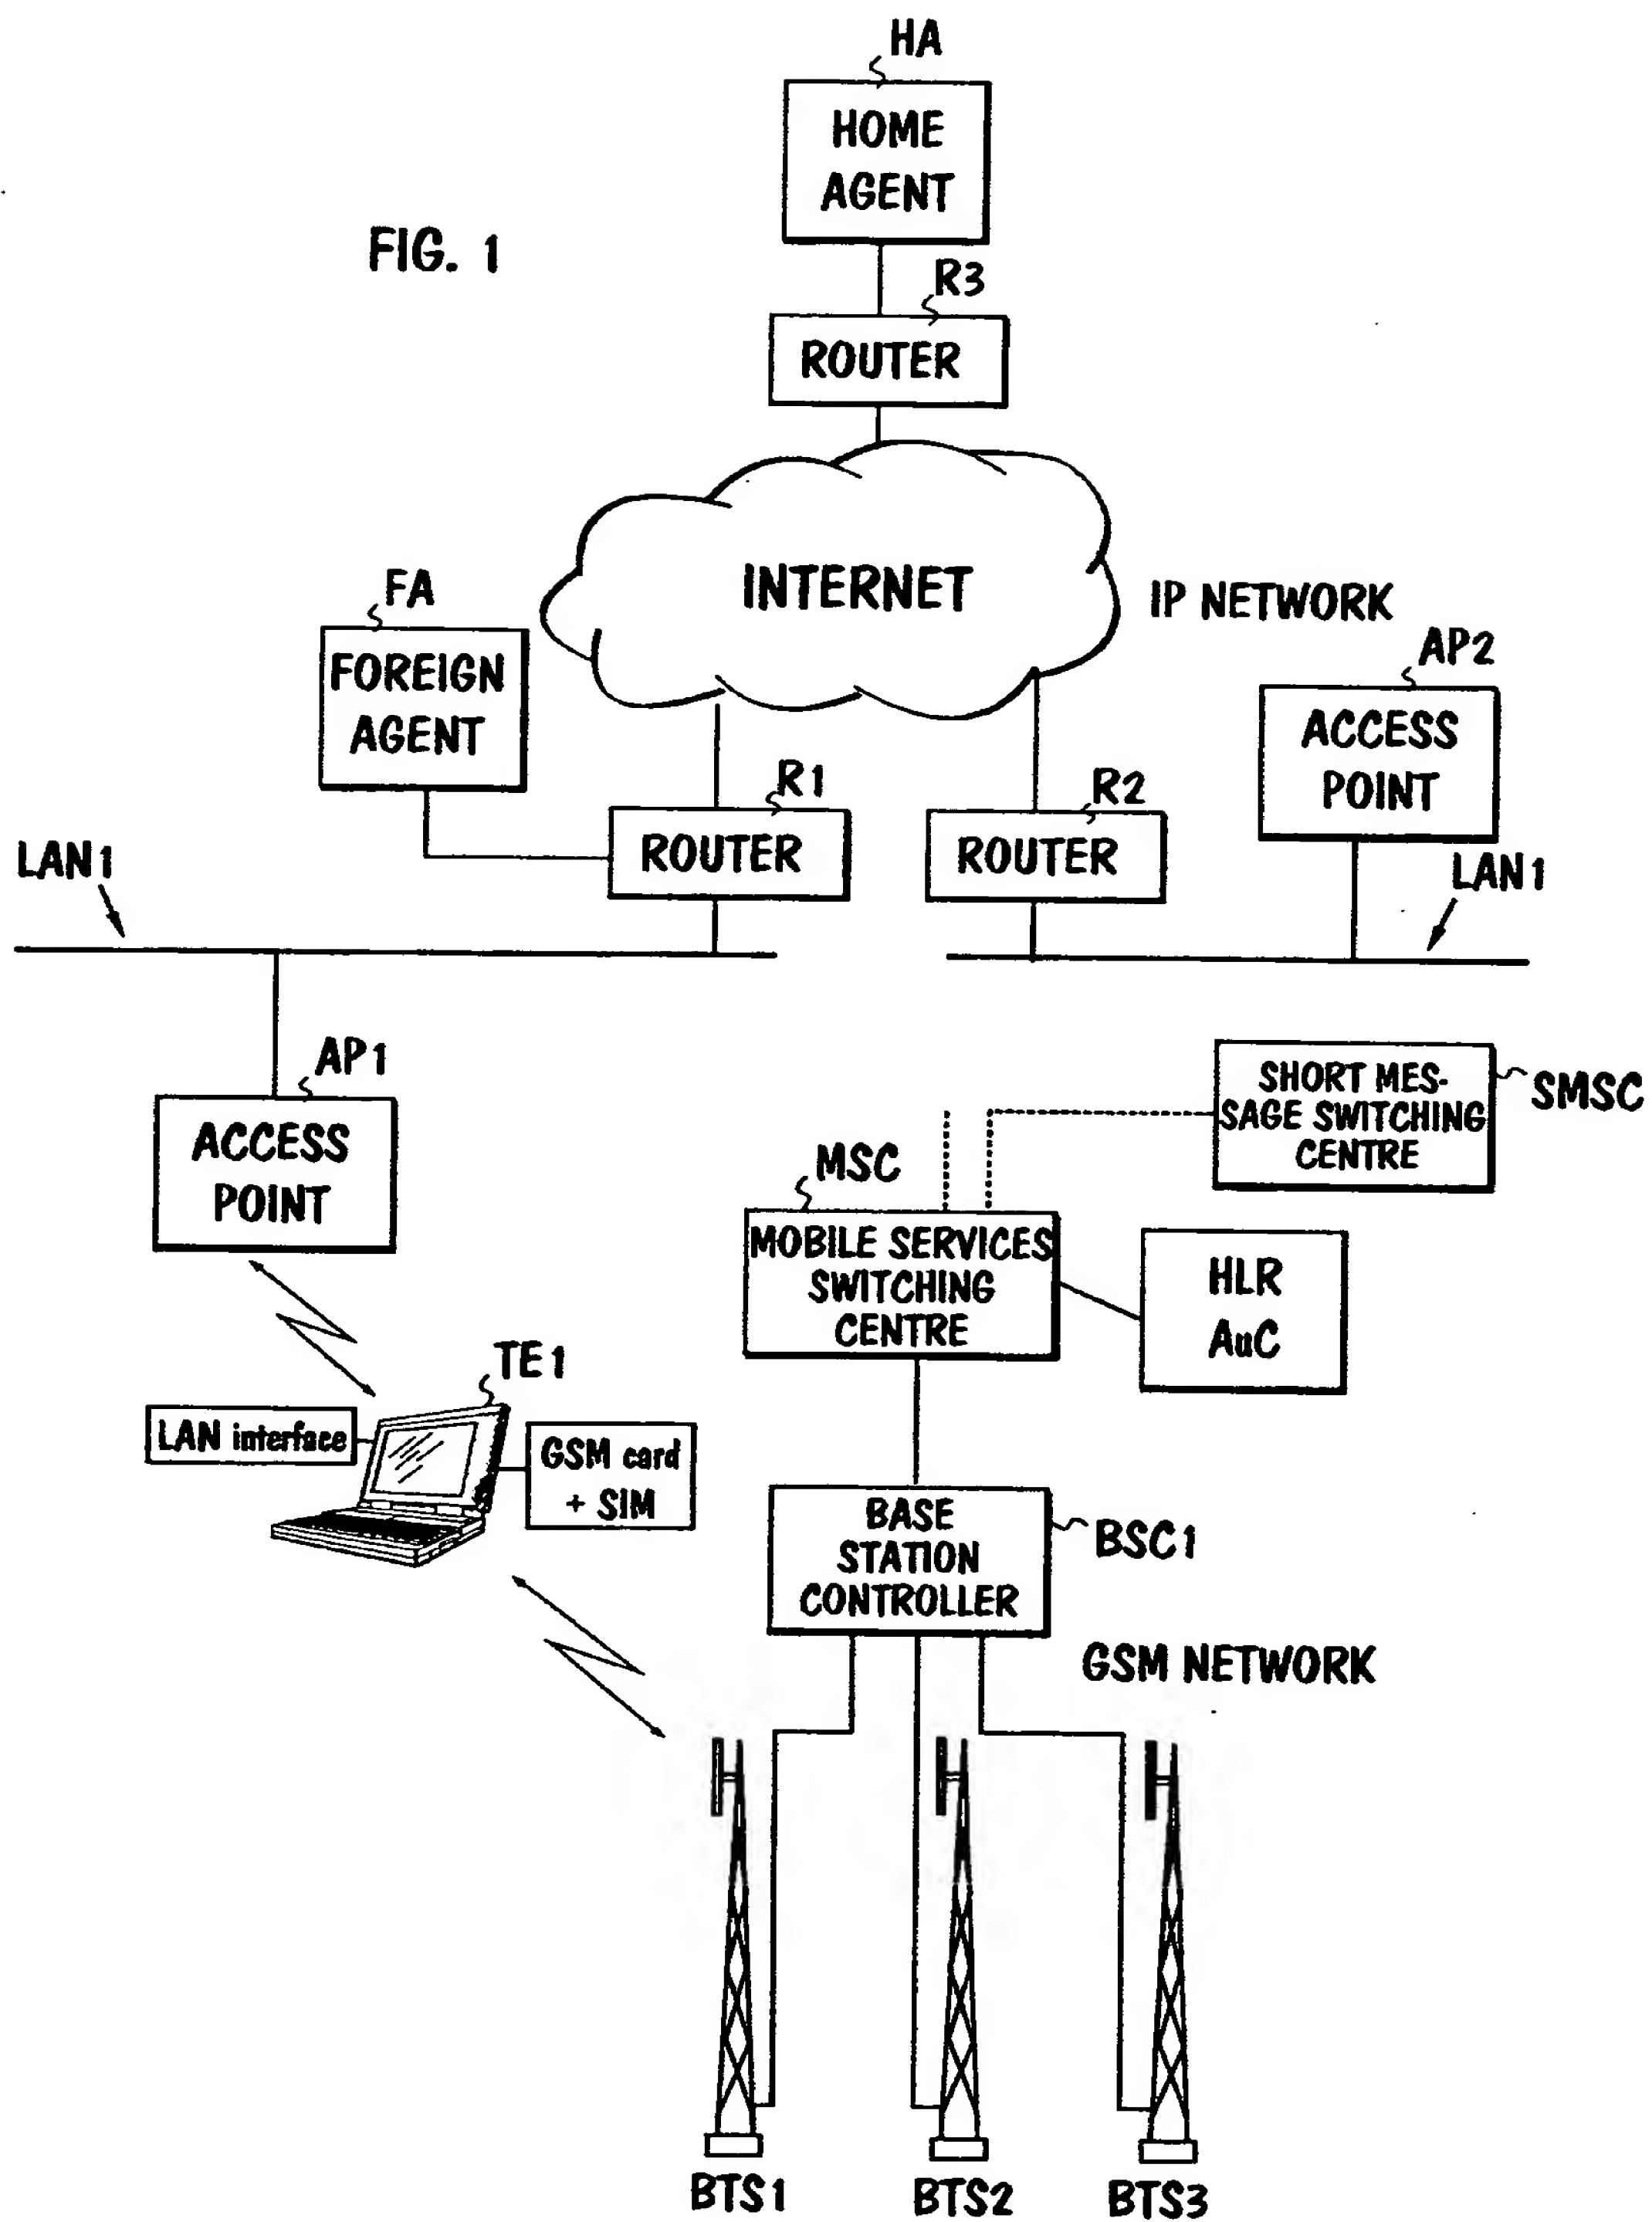 HA
HOME
AGENT
FIG. 1
R3
ROUTER
INTERNET
IP NETWORK
FA
FOREIGN
AGENT
AP2
ACCESS
POINT
R1
ROUTER
R2
ROUTER
LAN1
LAN1
AP1
ACCESS
POINT
SHORT MES-
SAGE SWITCHING
CENTRE
SMSC
MSC
MOBILE SERVICES
SWITCHING
CENTRE
HLR
AuC
TE1
LAN interface
GSM card
+ SIM
BASE
STATION
CONTROLLER
BSC1
GSM NETWORK
BTS1
BTS2
BTS3